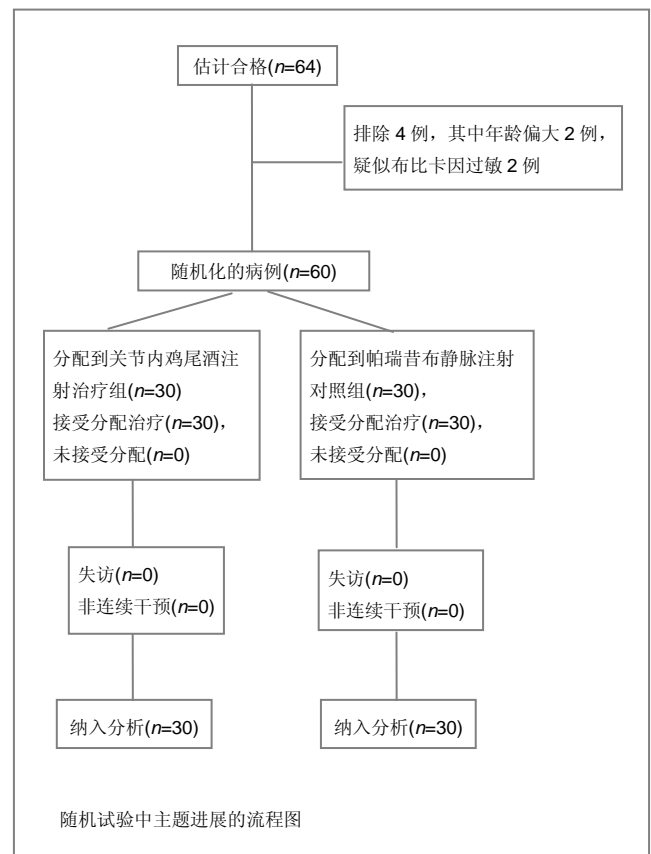 估计合格(n=64)
排除 4 例，其中年龄偏大 2 例，
疑似布比卡因过敏 2 例
随机化的病例(n=60)
分配到关节内鸡尾酒注
射治疗组(n=30)
接受分配治疗(n=30)，
未接受分配(n=0)
分配到帕瑞昔布静脉注射
对照组(n=30)，
接受分配治疗(n=30)，
未接受分配(n=0)
失访(n=0)
非连续干预(n=0)
失访(n=0)
非连续干预(n=0)
纳入分析(n=30)
纳入分析(n=30)
随机试验中主题进展的流程图